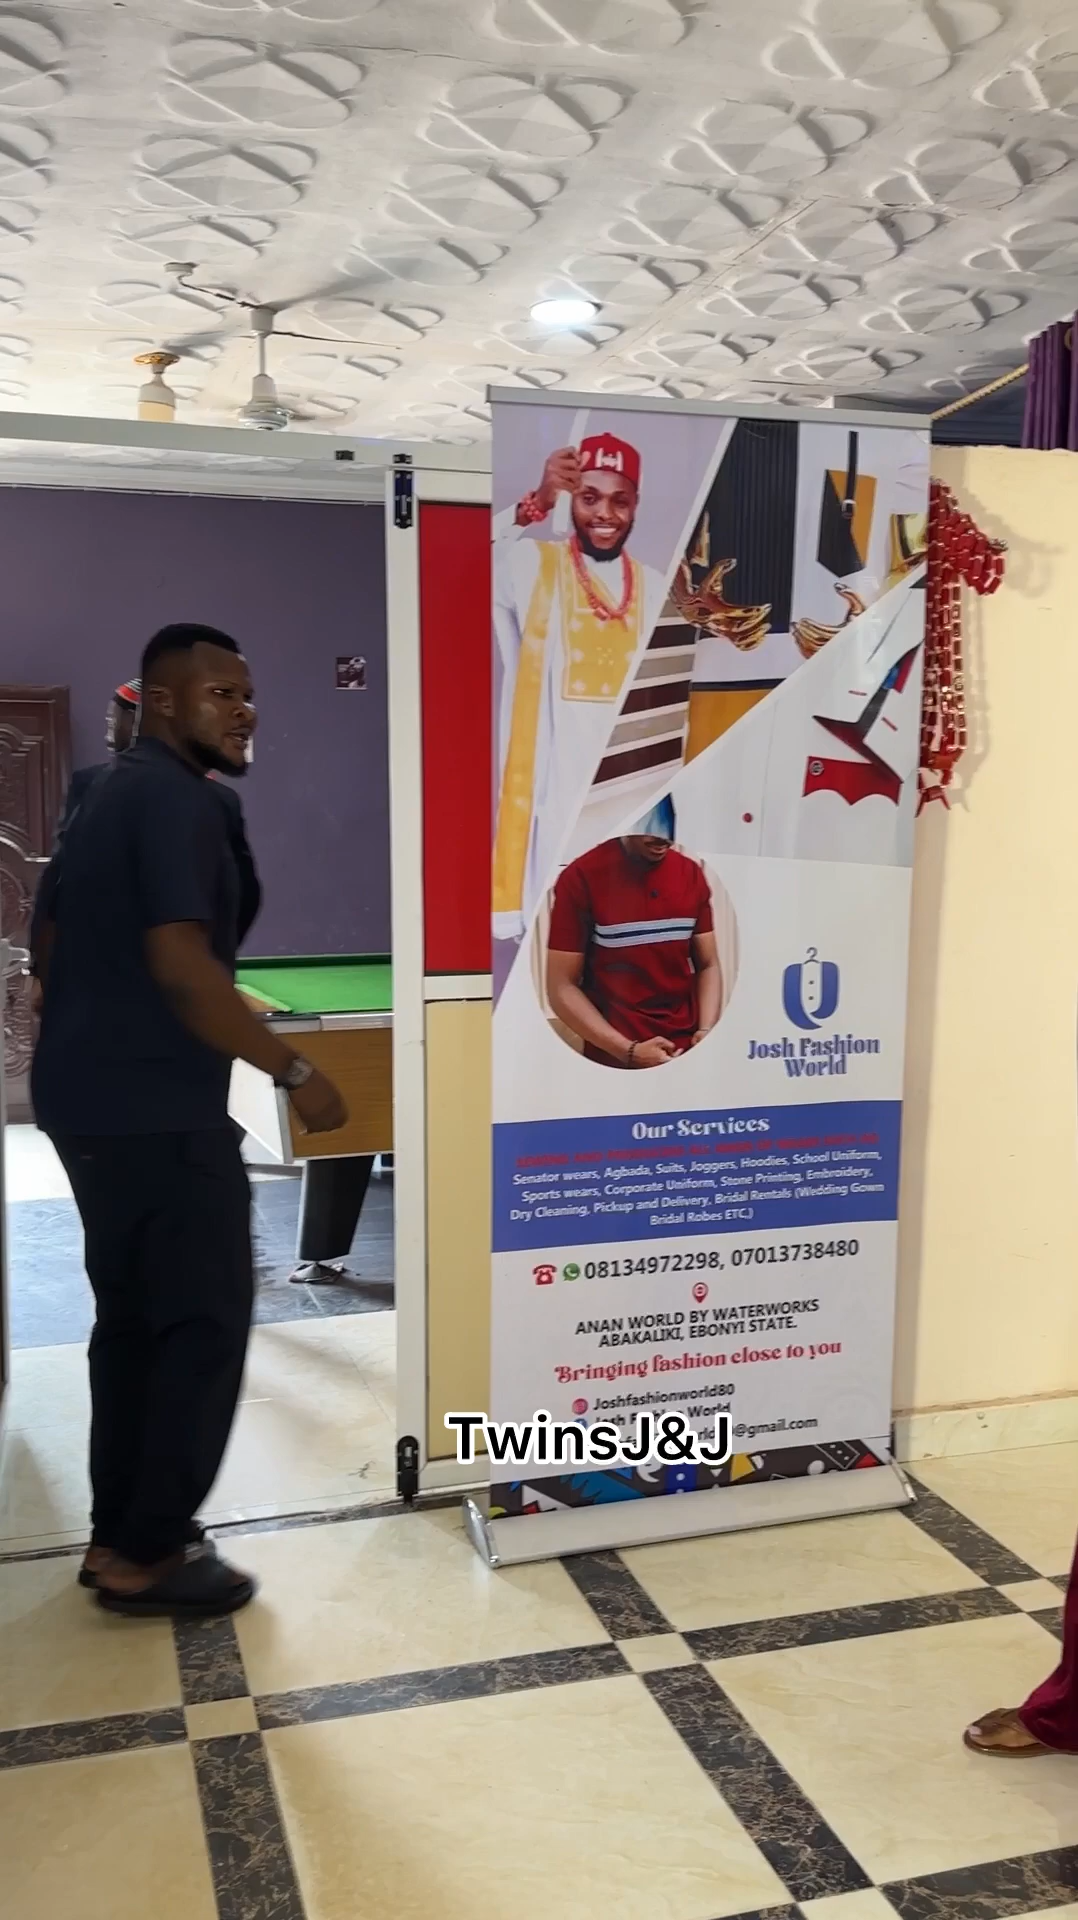 Josh Fashion
World
Our Services
Senator wears, Agbada, Suits, Joggers, Hoodies, School Uniform,
Sports wears, Corporate Uniform, Stone Printing, Embroidery,
Dry Cleaning, Pickup and Delivery, Bridal Rentals (Wedding Gown
Bridal Robes ETC,)
08134972298, 07013738480
ANAN WORLD BY WATERWORKS
ABAKALIKI, EBONYI STATE.
Bringing fashion close to you
Joshfashionworld80
World
@gmail.com
TwinsJ&J